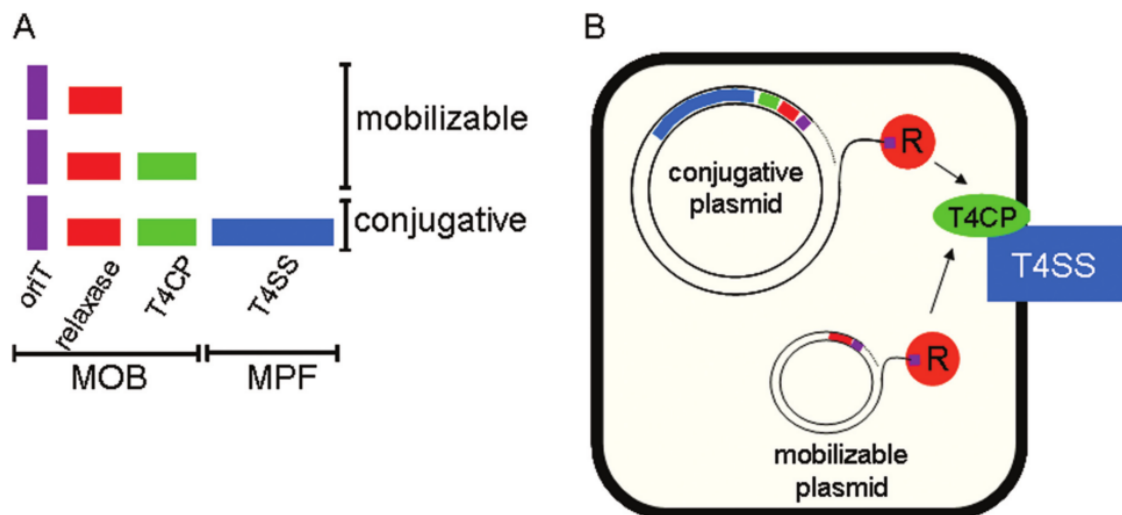 A
mobilizable
conjugative
oriT
relaxase
T4CP
T4SS
MOB
MPF
B
conjugative
plasmid
R
T4CP
T4SS
R
mobilizable
plasmid